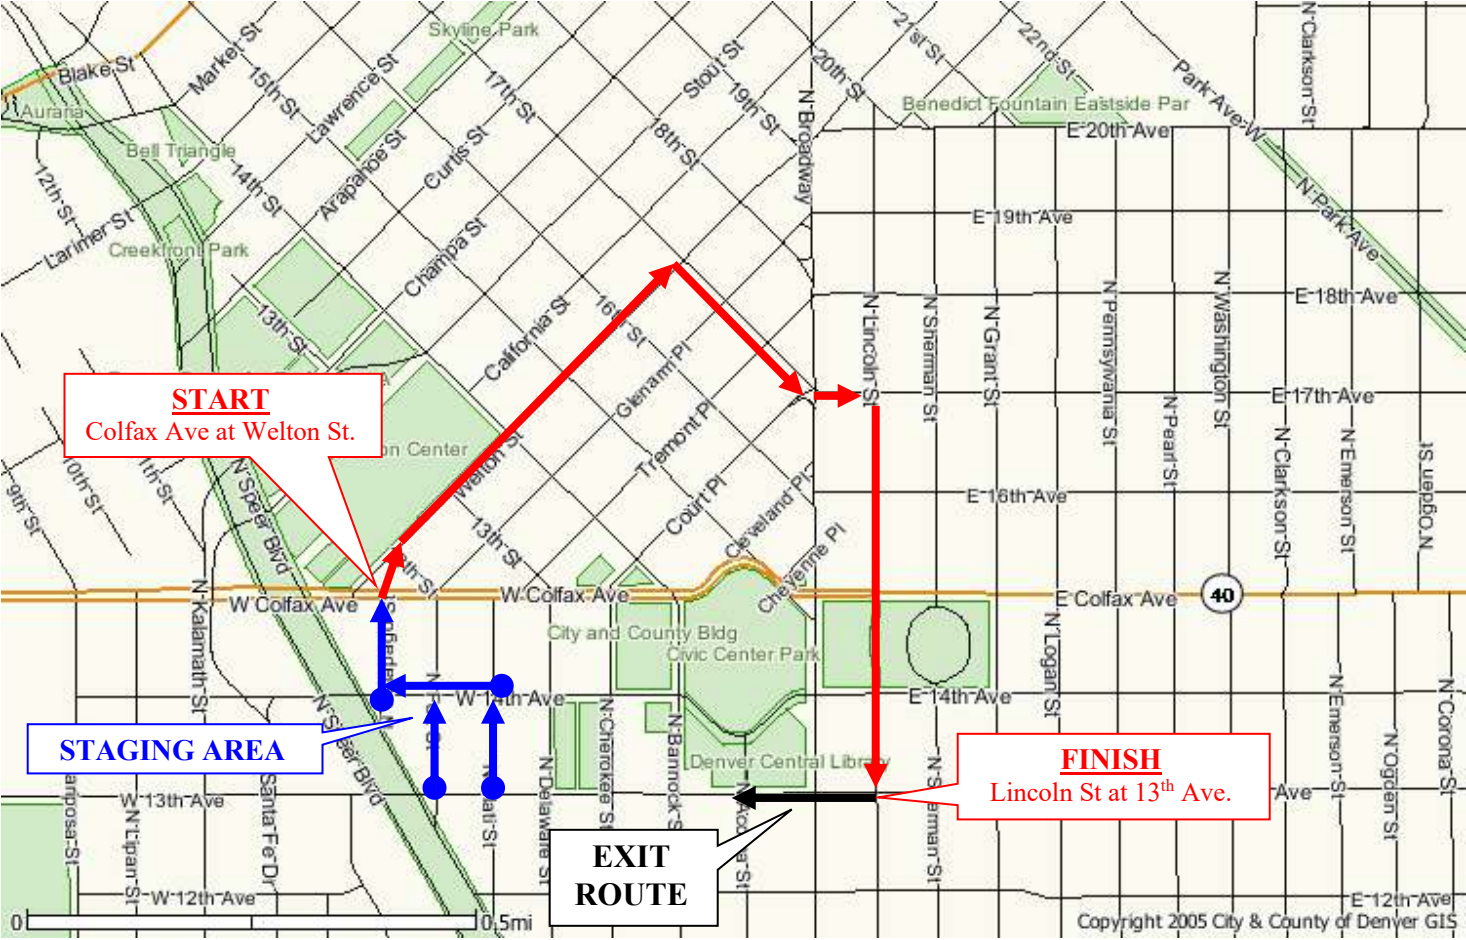 Skyline Park
Blake St
Market St
15th St
Lawrence St
17th St
Stout St
19th St
20th St
21st St
22nd St
Park Ave W
N Clarkson St
Auraria
Bell Triangle
Arapahoe St
Curtis St
18th St
N Broadway
Benedict Fountain Eastside Par
E 20th Ave
12th St
14th St
Larimer St
Creekfront Park
Champa St
E 19th Ave
N Park Ave
13th St
California St
16th St
Glenarm Pl
N Lincoln St
N Sherman St
N Grant St
N Pennsylvania St
N Washington St
E 18th Ave
START
Colfax Ave at Welton St.
on Center
Welton St
Tremont Pl
E 17th Ave
N Pearl St
N Clarkson St
N Emerson St
N Ogden St
9th St
10th St
1th St
N Speer Blvd
13th St
Court Pl
Cleveland Pl
Cheyenne Pl
E 16th Ave
th St
N Kalamath St
W Colfax Ave
W Colfax Ave
E Colfax Ave
40
City and County Bldg
Civic Center Park
N Logan St
W 14th Ave
E 14th Ave
N Speer Blvd
STAGING AREA
N Cherokee St
N Bannock S
Denver Central Library
FINISH
Lincoln St at 13th Ave.
N Emerson St
N Ogden St
N Corona St
W 13th Ave
Ave
N Lipan St
Santa Fe Dr
N Delaware St
N Sherman St
EXIT
ROUTE
W 12th Ave
E 12th Ave
0
0.5mi
Copyright 2005 City & County of Denver GIS